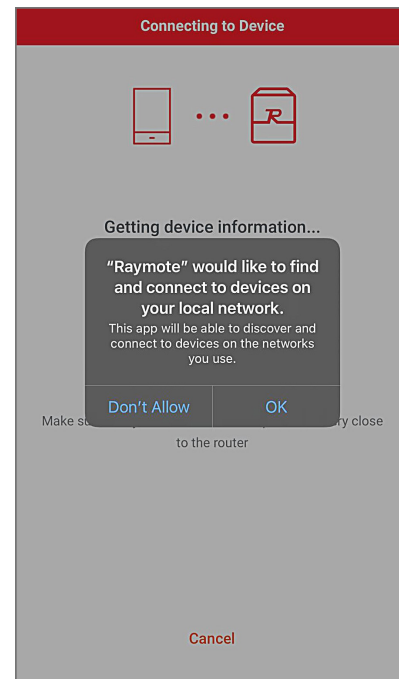 Connecting to Device
R
Getting device information...
“Raymote” would like to find
and connect to devices on
your local network.
This app will be able to discover and
connect to devices on the networks
you use.
Don’t Allow
OK
Make close
to the router
Cancel